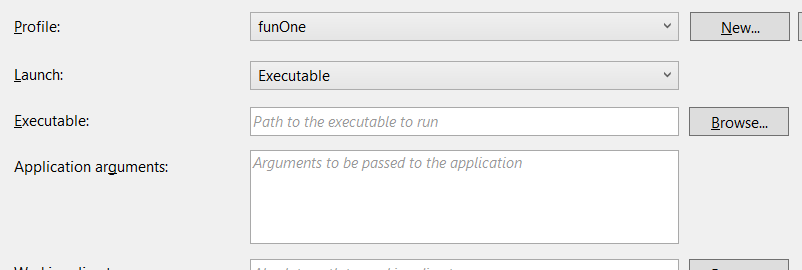 Profile: funOne New...
Launch: Executable
Executable: Path to the executable to run Browse...
Application arguments: Arguments to be passed to the application